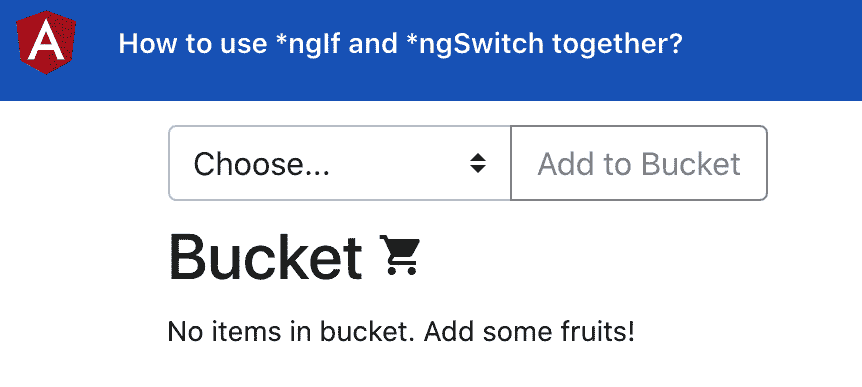 A
How to use *ngIf and *ngSwitch together?
Choose...
Add to Bucket
Bucket
No items in bucket. Add some fruits!